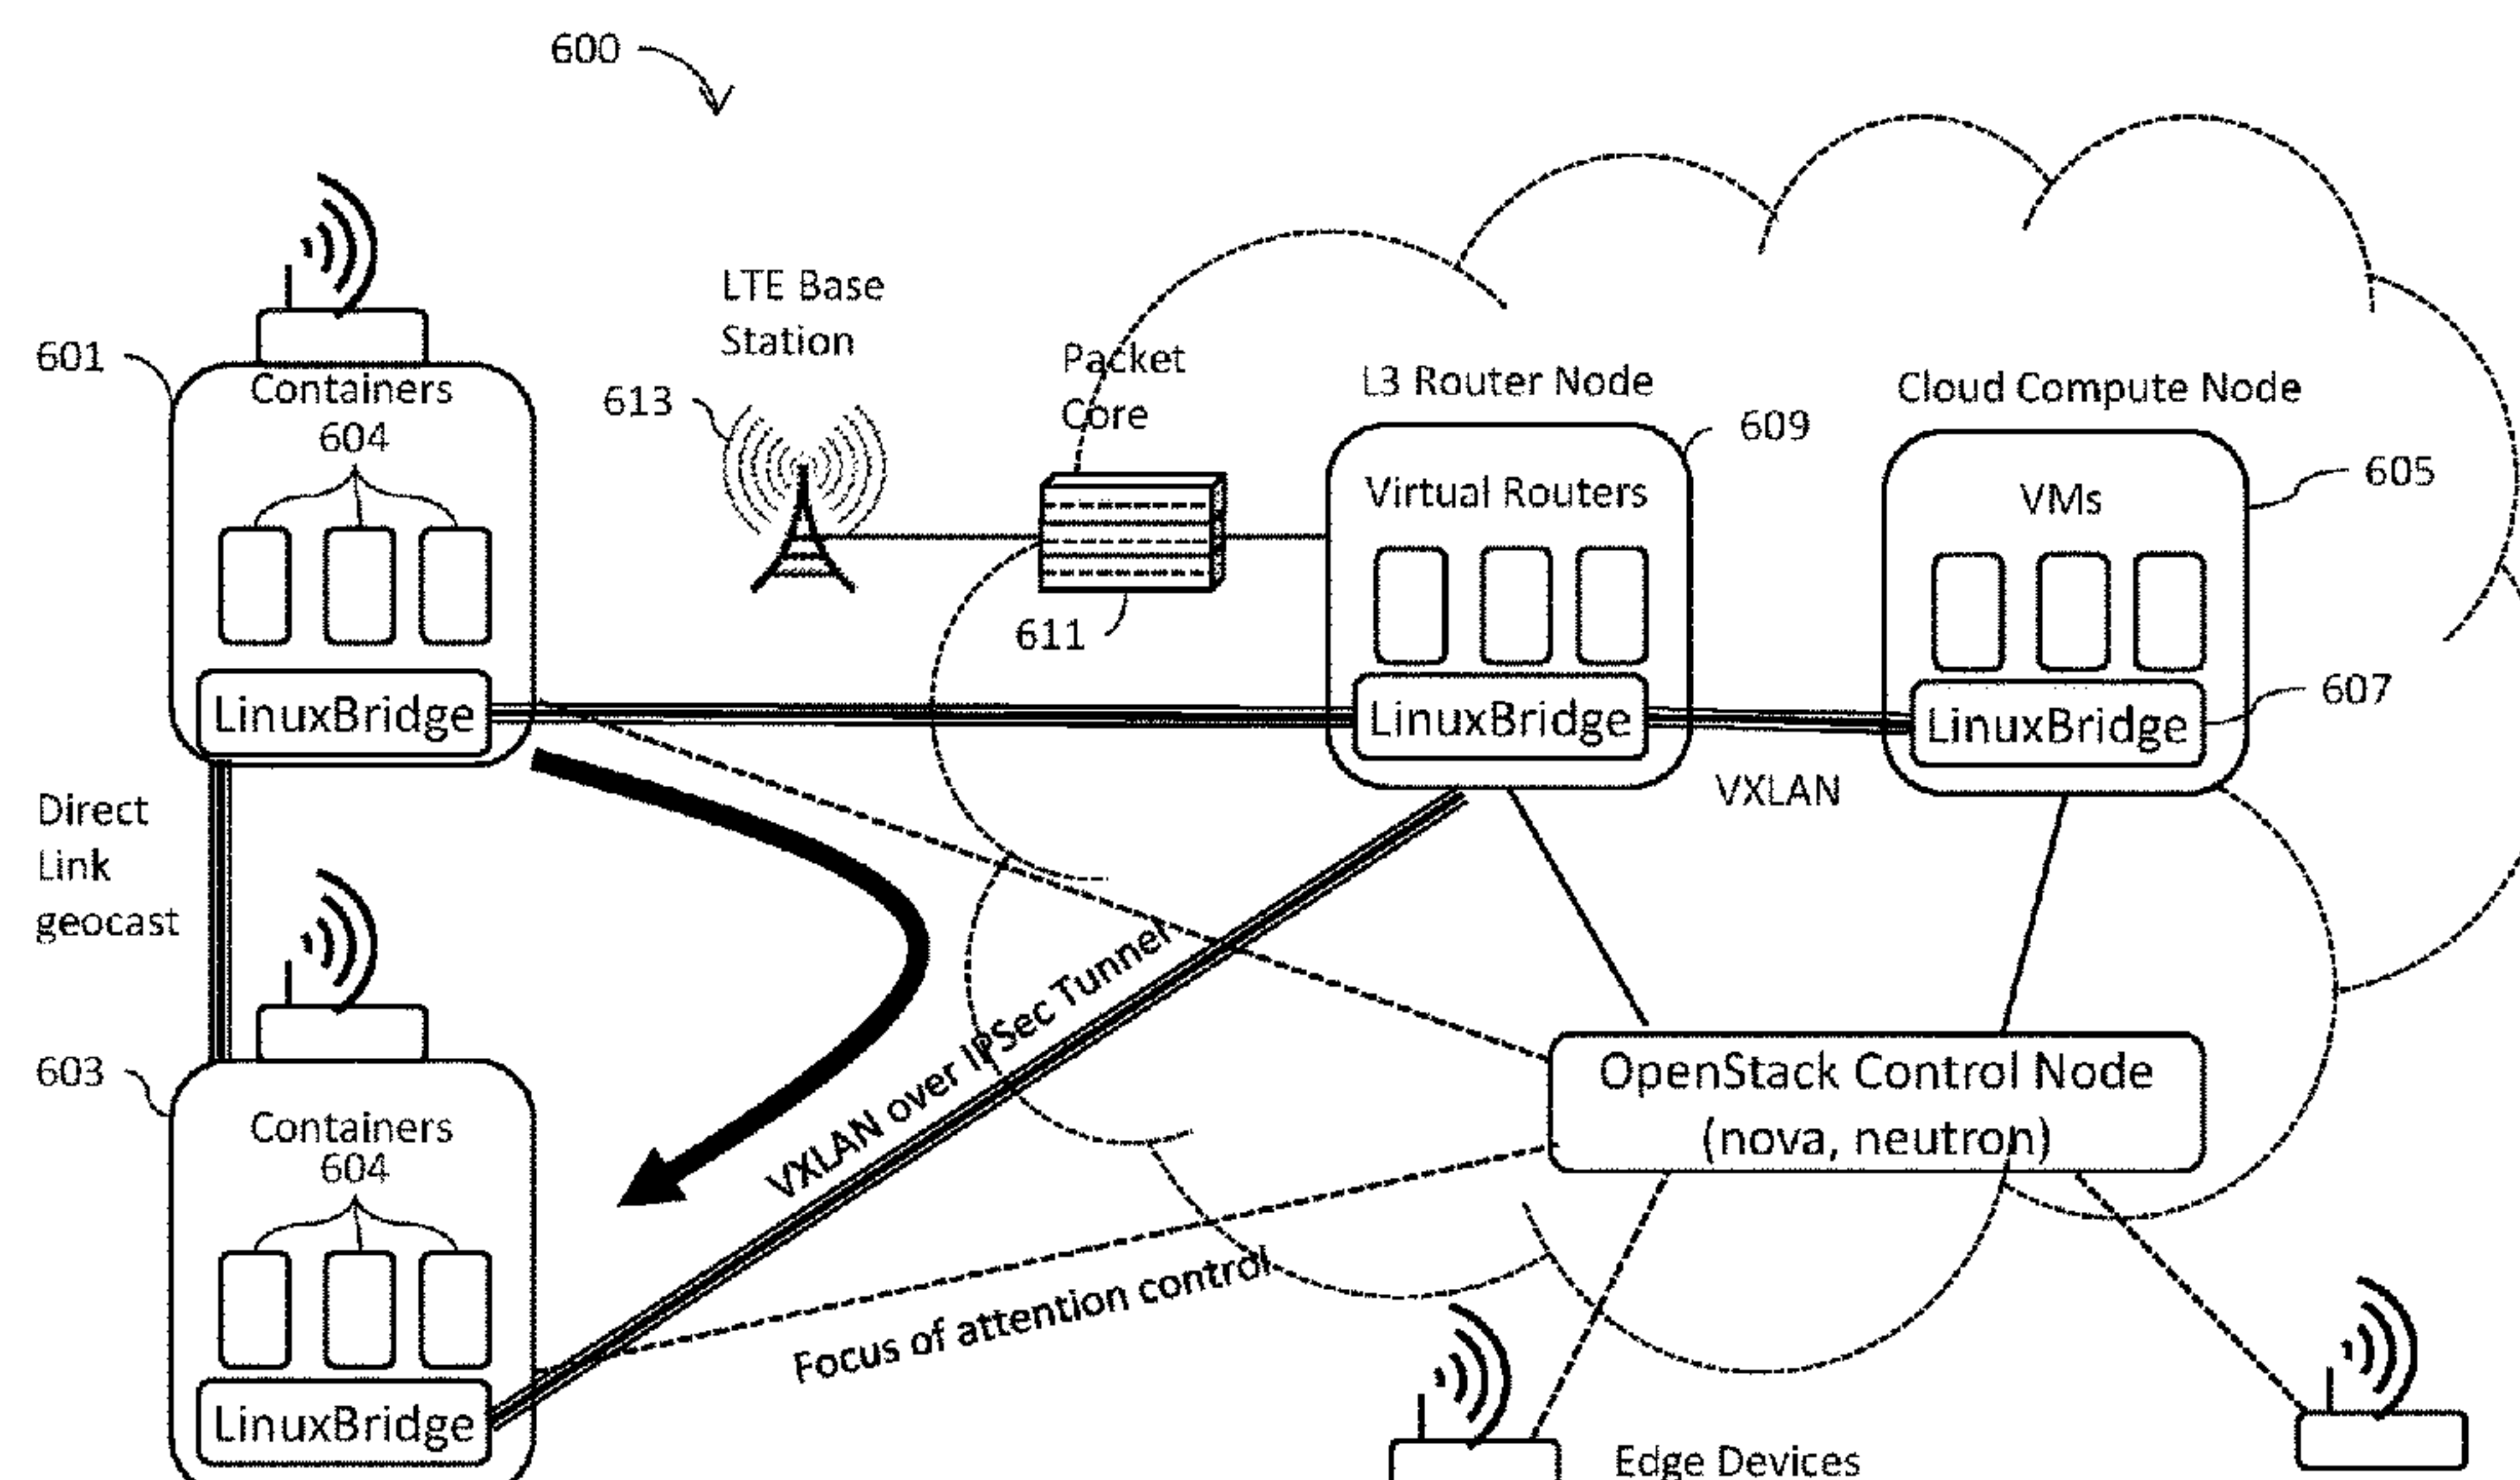 600
LTE Base
Station
601
Containers
604
613
Packet
Core
L3 Router Node
609
Cloud Compute Node
605
Virtual Routers
VMs
611
LinuxBridge
LinuxBridge
LinuxBridge
607
VXLAN
Direct
Link
geocast
VXLAN over IPSec Tunnel
OpenStack Control Node
(nova, neutron)
603
Containers
604
Focus of attention control
LinuxBridge
Edge Devices